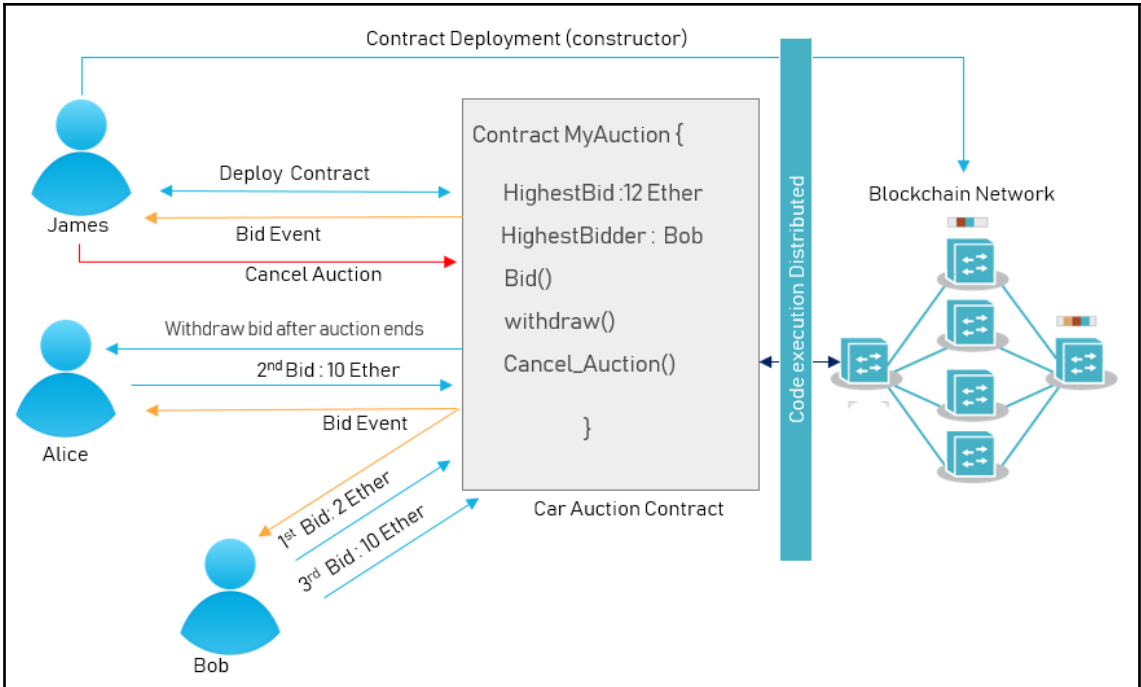 Contract Deployment (constructor)
Contract MyAuction {
HighestBid :12 Ether
HighestBidder : Bob
Bid()
withdraw()
Cancel_Auction()
}
Car Auction Contract
James
Deploy Contract
Bid Event
Cancel Auction
Withdraw bid after auction ends
2nd Bid : 10 Ether
Bid Event
Alice
1st Bid: 2 Ether
3rd Bid : 10 Ether
Bob
Code execution Distributed
Blockchain Network